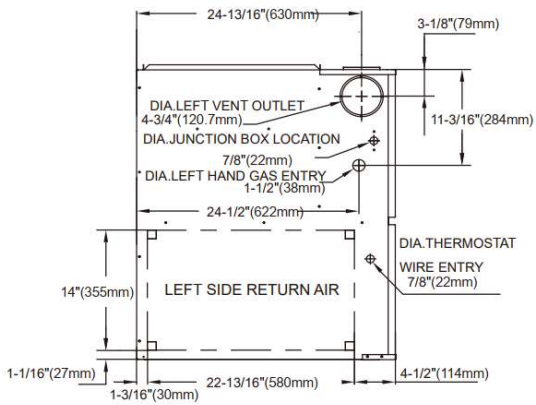 24-13/16"(630mm)
3-1/8"(79mm)
DIA.LEFT VENT OUTLET
4-3/4"(120.7mm)
11-3/16"(284mm)
DIA.JUNCTION BOX LOCATION
7/8"(22mm)
DIA.LEFT HAND GAS ENTRY
1-1/2"(38mm)
24-1/2"(622mm)
DIA.THERMOSTAT
WIRE ENTRY
7/8"(22mm)
14"(355mm)
LEFT SIDE RETURN AIR
1-1/16"(27mm)
1-3/16"(30mm)
22-13/16"(580mm)
4-1/2"(114mm)